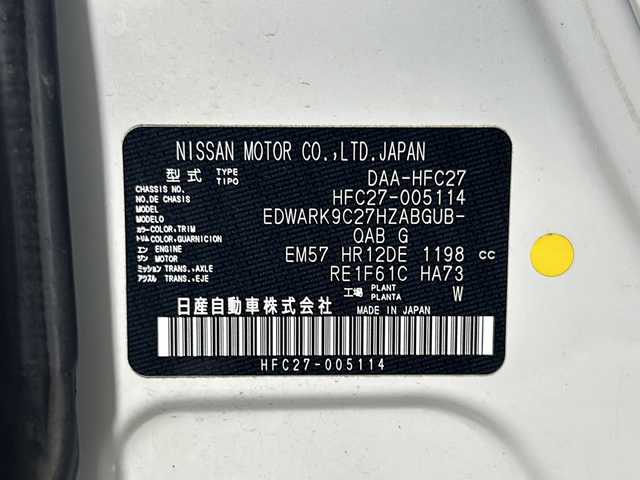 NISSAN MOTOR CO.,LTD.JAPAN
型式 TYPE TIPO DAA-HFC27
CHASSIS NO. NO.DE CHASSIS HFC27-005114
MODEL MODELO EDWARK9C27HZABGUB-
カラー COLOR,TRIM トリム COLOR,GUARNICION QAB G
エンジン ENGINE MOTOR EM57 HR12DE 1198 cc
ミッション TRANS.,AXLE アクスル TRANS.,EJE RE1F61C HA73
工場 PLANT PLANTA W
日産自動車株式会社 MADE IN JAPAN
HFC27-005114